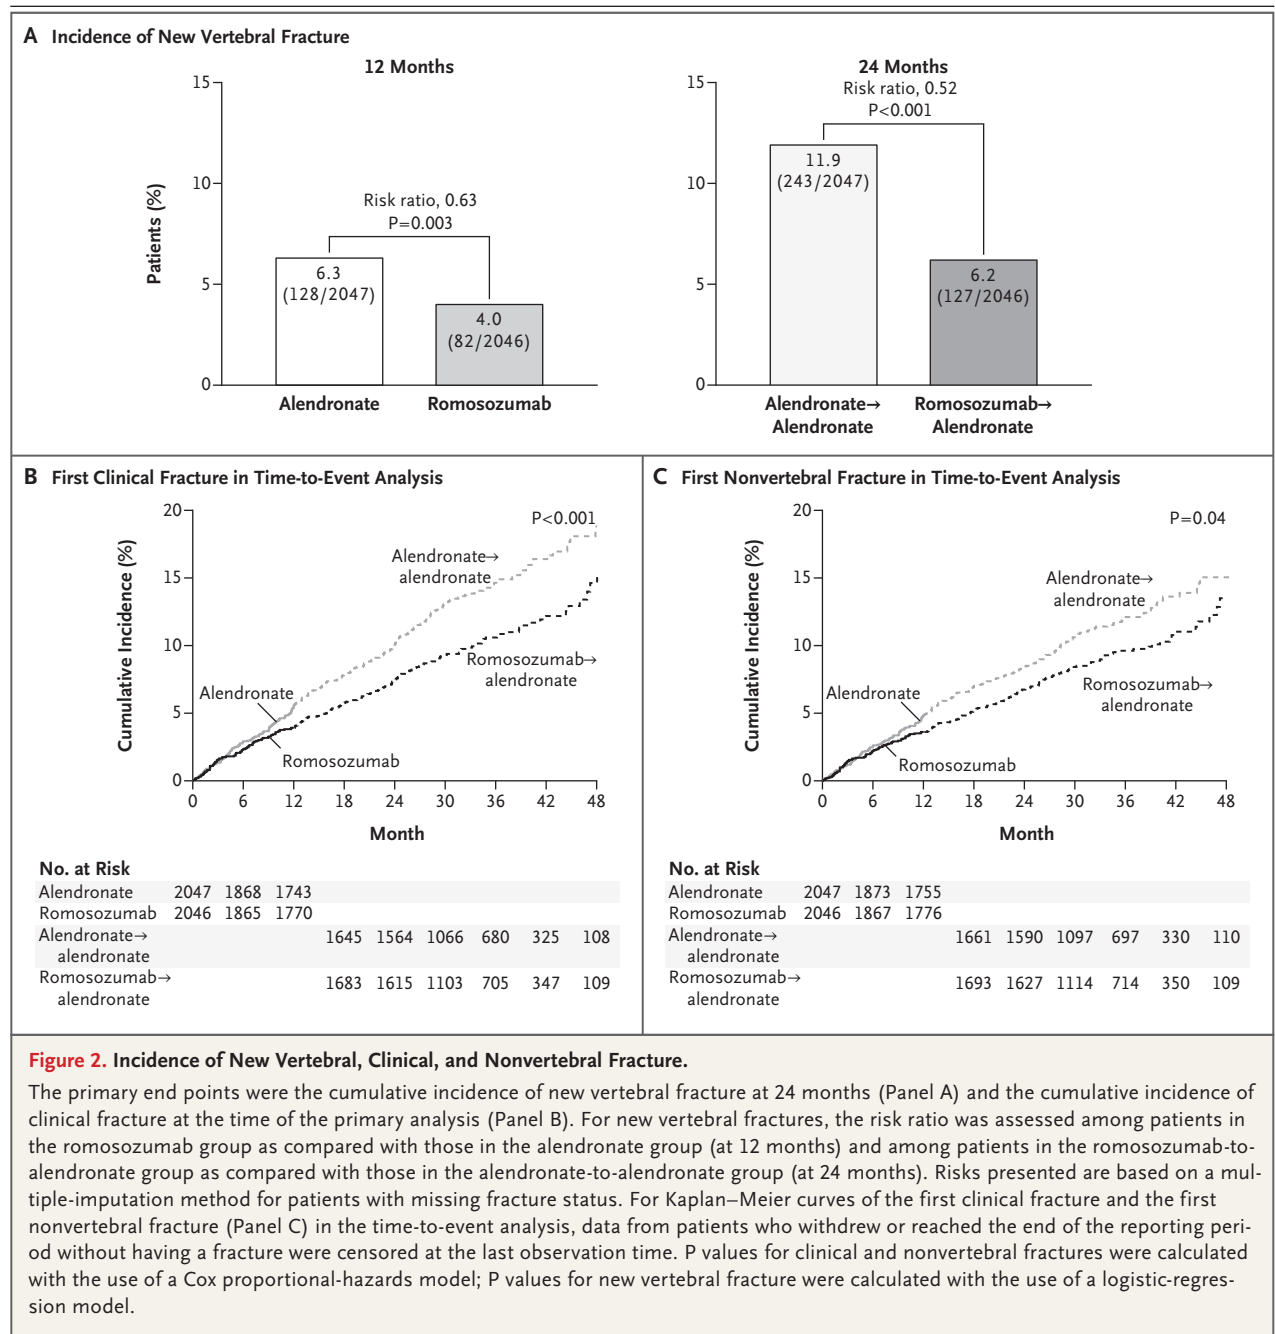 A Incidence of New Vertebral Fracture
12 Months
15
10
5
0
Patients (%)
Risk ratio, 0.63
P=0.003
6.3
(128/2047)
4.0
(82/2046)
Alendronate
Romosozumab
24 Months
15
10
5
0
Risk ratio, 0.52
P<0.001
11.9
(243/2047)
6.2
(127/2046)
Alendronate→
Alendronate
Romosozumab→
Alendronate
B First Clinical Fracture in Time-to-Event Analysis
20
15
10
5
0
Cumulative Incidence (%)
P<0.001
Alendronate→
alendronate
Romosozumab→
alendronate
Alendronate
Romosozumab
0 6 12 18 24 30 36 42 48
Month
No. at Risk
Alendronate 2047 1868 1743
Romosozumab 2046 1865 1770
Alendronate→
alendronate
1645 1564 1066 680 325 108
Romosozumab→
alendronate
1683 1615 1103 705 347 109
C First Nonvertebral Fracture in Time-to-Event Analysis
20
15
10
5
0
Cumulative Incidence (%)
P=0.04
Alendronate→
alendronate
Romosozumab→
alendronate
Alendronate
Romosozumab
0 6 12 18 24 30 36 42 48
Month
No. at Risk
Alendronate 2047 1873 1755
Romosozumab 2046 1867 1776
Alendronate→
alendronate
1661 1590 1097 697 330 110
Romosozumab→
alendronate
1693 1627 1114 714 350 109
Figure 2. Incidence of New Vertebral, Clinical, and Nonvertebral Fracture.
The primary end points were the cumulative incidence of new vertebral fracture at 24 months (Panel A) and the cumulative incidence of
clinical fracture at the time of the primary analysis (Panel B). For new vertebral fractures, the risk ratio was assessed among patients in
the romosozumab group as compared with those in the alendronate group (at 12 months) and among patients in the romosozumab-to-
alendronate group as compared with those in the alendronate-to-alendronate group (at 24 months). Risks presented are based on a mul-
tiple-imputation method for patients with missing fracture status. For Kaplan–Meier curves of the first clinical fracture and the first
nonvertebral fracture (Panel C) in the time-to-event analysis, data from patients who withdrew or reached the end of the reporting peri-
od without having a fracture were censored at the last observation time. P values for clinical and nonvertebral fractures were calculated
with the use of a Cox proportional-hazards model; P values for new vertebral fracture were calculated with the use of a logistic-regres-
sion model.